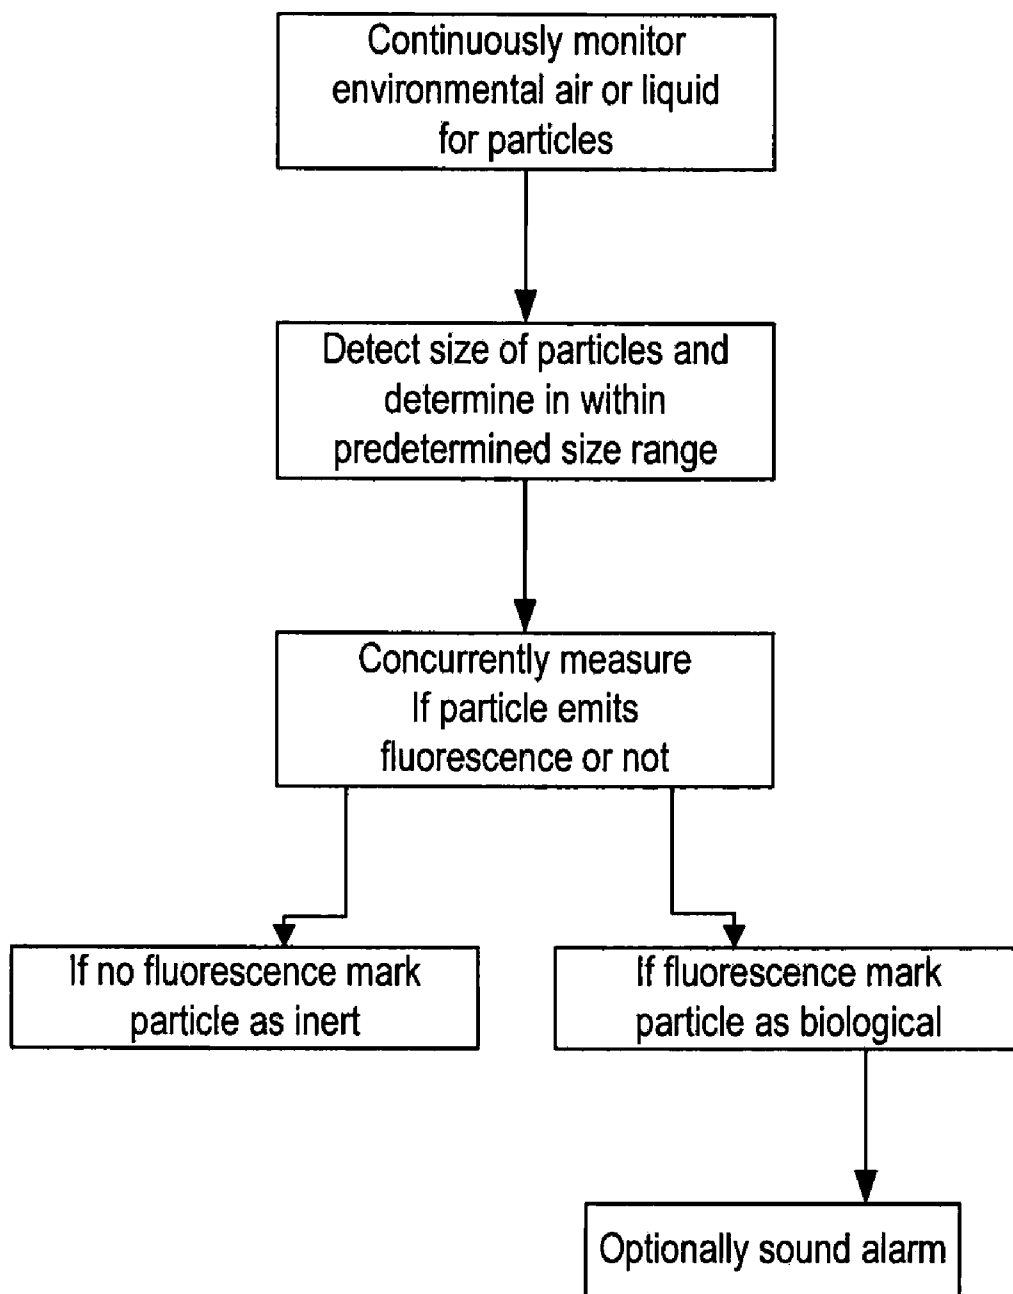 Continuously monitor
environmental air or liquid
for particles
Detect size of particles and
determine in within
predetermined size range
Concurrently measure
If particle emits
fluorescence or not
If no fluorescence mark
particle as inert
If fluorescence mark
particle as biological
Optionally sound alarm